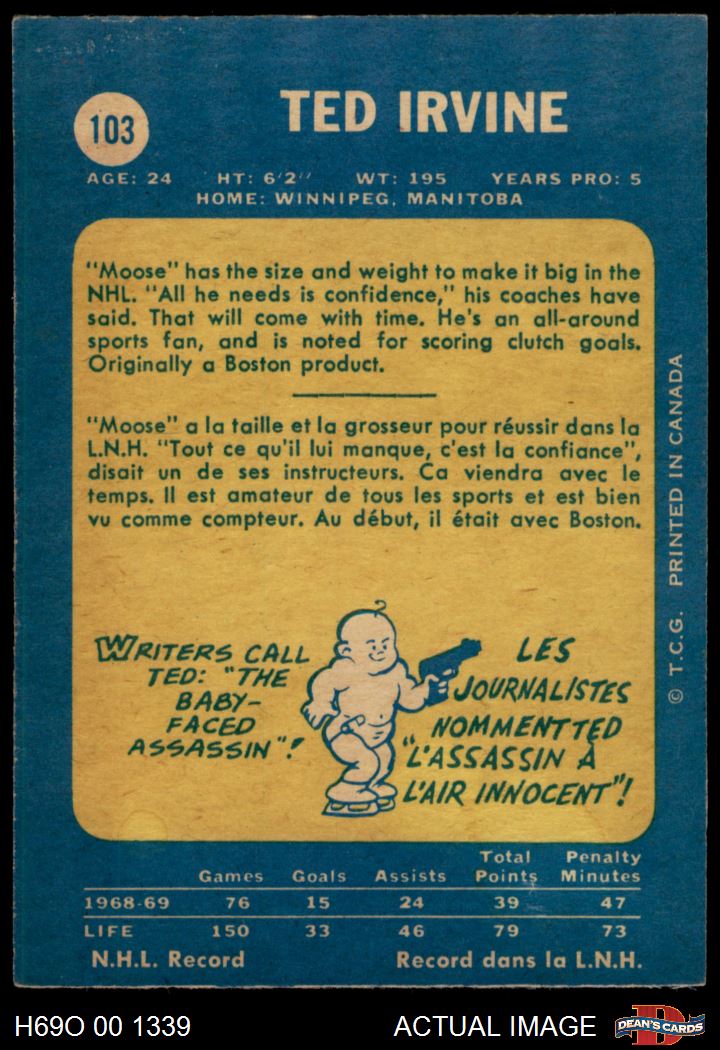 103
TED IRVINE
AGE: 24 HT: 6'2" WT: 195 YEARS PRO: 5
HOME: WINNIPEG, MANITOBA
"Moose" has the size and weight to make it big in the
NHL. "All he needs is confidence," his coaches have
said. That will come with time. He's an all-around
sports fan, and is noted for scoring clutch goals.
Originally a Boston product.
"Moose" a la taille et la grosseur pour réussir dans la
L.N.H. "Tout ce qu'il lui manque, c'est la confiance",
disait un de ses instructeurs. Ca viendra avec le
temps. Il est amateur de tous les sports et est bien
vu comme compteur. Au début, il était avec Boston.
WRITERS CALL
TED: "THE
BABY-
FACED
ASSASSIN"!
LES
JOURNALISTES
NOMMENT TED
"L'ASSASSIN À
L'AIR INNOCENT"!
© T.C.G. PRINTED IN CANADA
Games Goals Assists Total Points Penalty Minutes
1968-69 76 15 24 39 47
LIFE 150 33 46 79 73
N.H.L. Record Record dans la L.N.H.
H69O 00 1339 ACTUAL IMAGE D DEAN'S CARDS